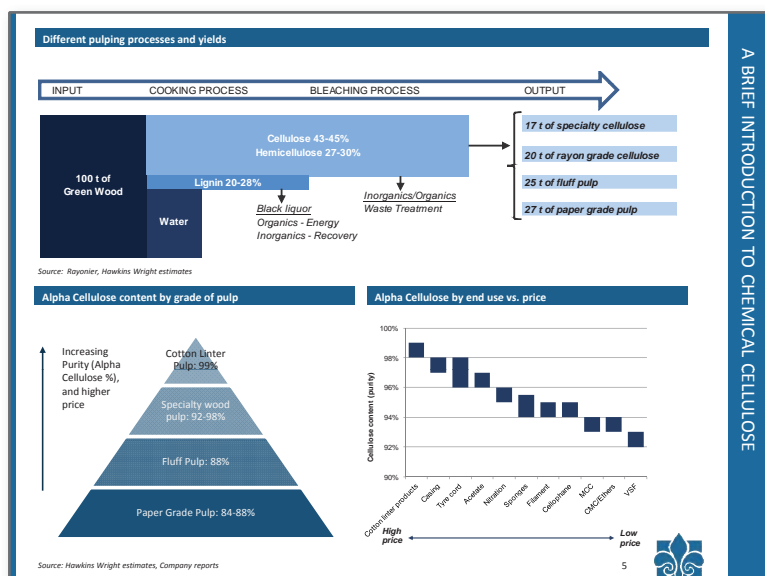 Different pulping processes and yields
INPUT
COOKING PROCESS
BLEACHING PROCESS
OUTPUT
100 t of
Green Wood
Cellulose 43-45%
Hemicellulose 27-30%
Lignin 20-28%
Water
Black liquor
Organics - Energy
Inorganics - Recovery
Inorganics/Organics
Waste Treatment
17 t of specialty cellulose
20 t of rayon grade cellulose
25 t of fluff pulp
27 t of paper grade pulp
Source: Rayonier, Hawkins Wright estimates
Alpha Cellulose content by grade of pulp
Increasing
Purity (Alpha
Cellulose %),
and higher
price
Cotton Linter
Pulp: 99%
Specialty wood
pulp: 92-98%
Fluff Pulp: 88%
Paper Grade Pulp: 84-88%
Source: Hawkins Wright estimates, Company reports
Alpha Cellulose by end use vs. price
Cellulose content (purity)
100%
98%
96%
94%
92%
90%
Cotton linter products
Casing
Tyre cord
Acetate
Nitration
Sponges
Filament
Cellophane
MCC
CMC/Ethers
VSF
High
price
Low
price
5
A BRIEF INTRODUCTION TO CHEMICAL CELLULOSE